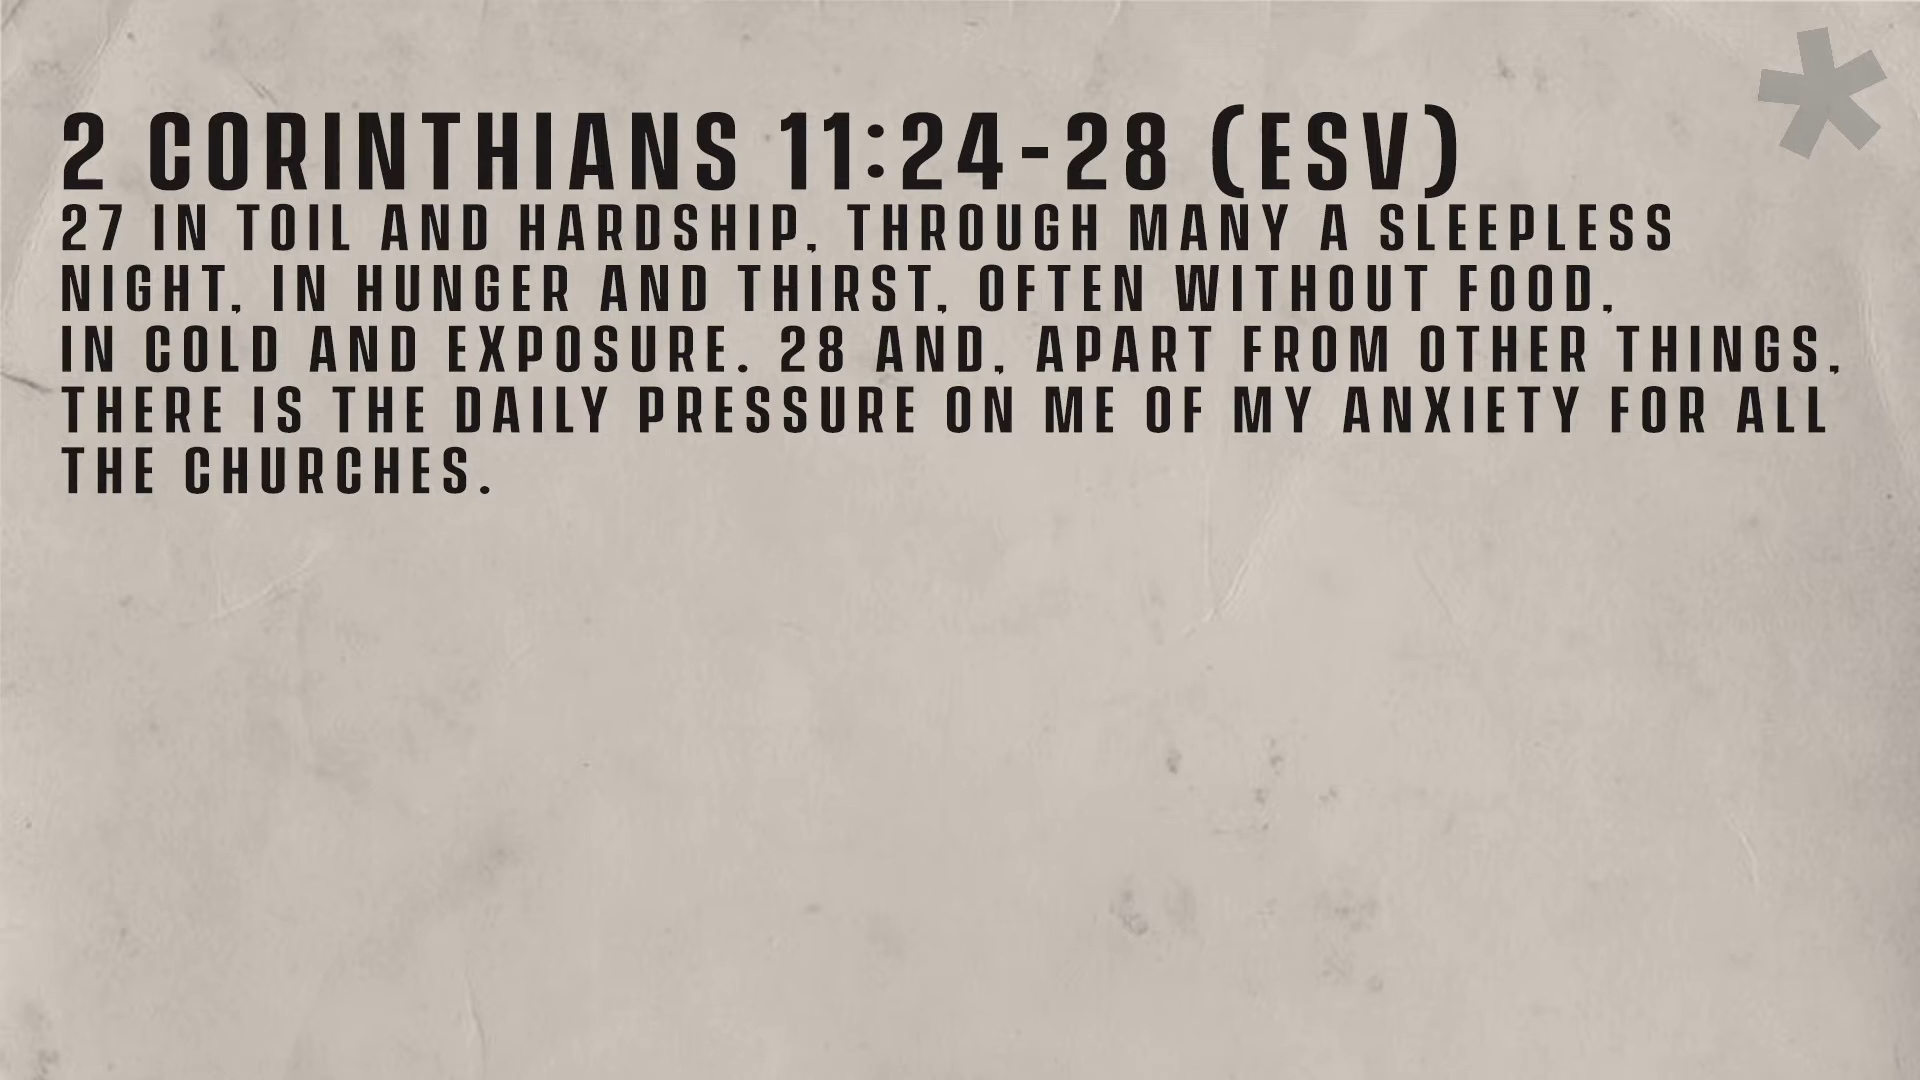 2 CORINTHIANS 11:24-28 (ESV)
27 IN TOIL AND HARDSHIP, THROUGH MANY A SLEEPLESS
NIGHT, IN HUNGER AND THIRST, OFTEN WITHOUT FOOD,
IN COLD AND EXPOSURE. 28 AND, APART FROM OTHER THINGS,
THERE IS THE DAILY PRESSURE ON ME OF MY ANXIETY FOR ALL
THE CHURCHES.